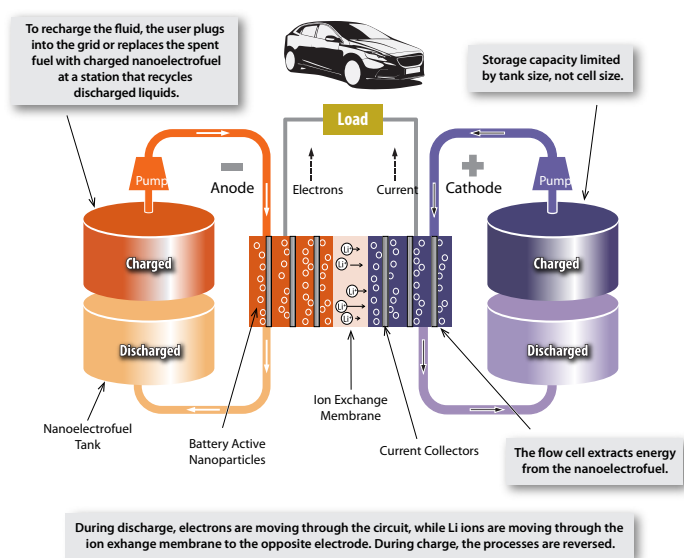 To recharge the fluid, the user plugs
into the grid or replaces the spent
fuel with charged nanoelectrofuel
at a station that recycles
discharged liquids.
Storage capacity limited
by tank size, not cell size.
Load
Pump
Anode
Electrons
Current
Cathode
Pump
Charged
Charged
Li+
Li+
Li+
Li+
Discharged
Discharged
Nanoelectrofuel
Tank
Battery Active
Nanoparticles
Ion Exchange
Membrane
Current Collectors
The flow cell extracts energy
from the nanoelectrofuel.
During discharge, electrons are moving through the circuit, while Li ions are moving through the
ion exhange membrane to the opposite electrode. During charge, the processes are reversed.